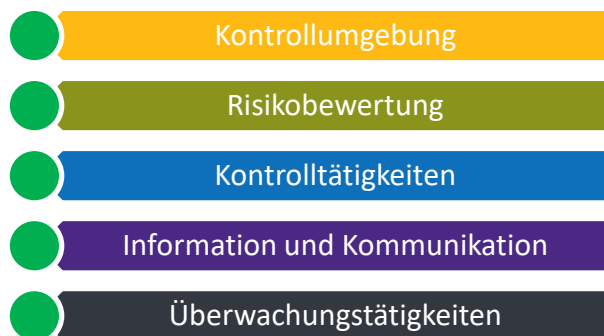 Kontrollumgebung
Risikobewertung
Kontrolltätigkeiten
Information und Kommunikation
Überwachungstätigkeiten